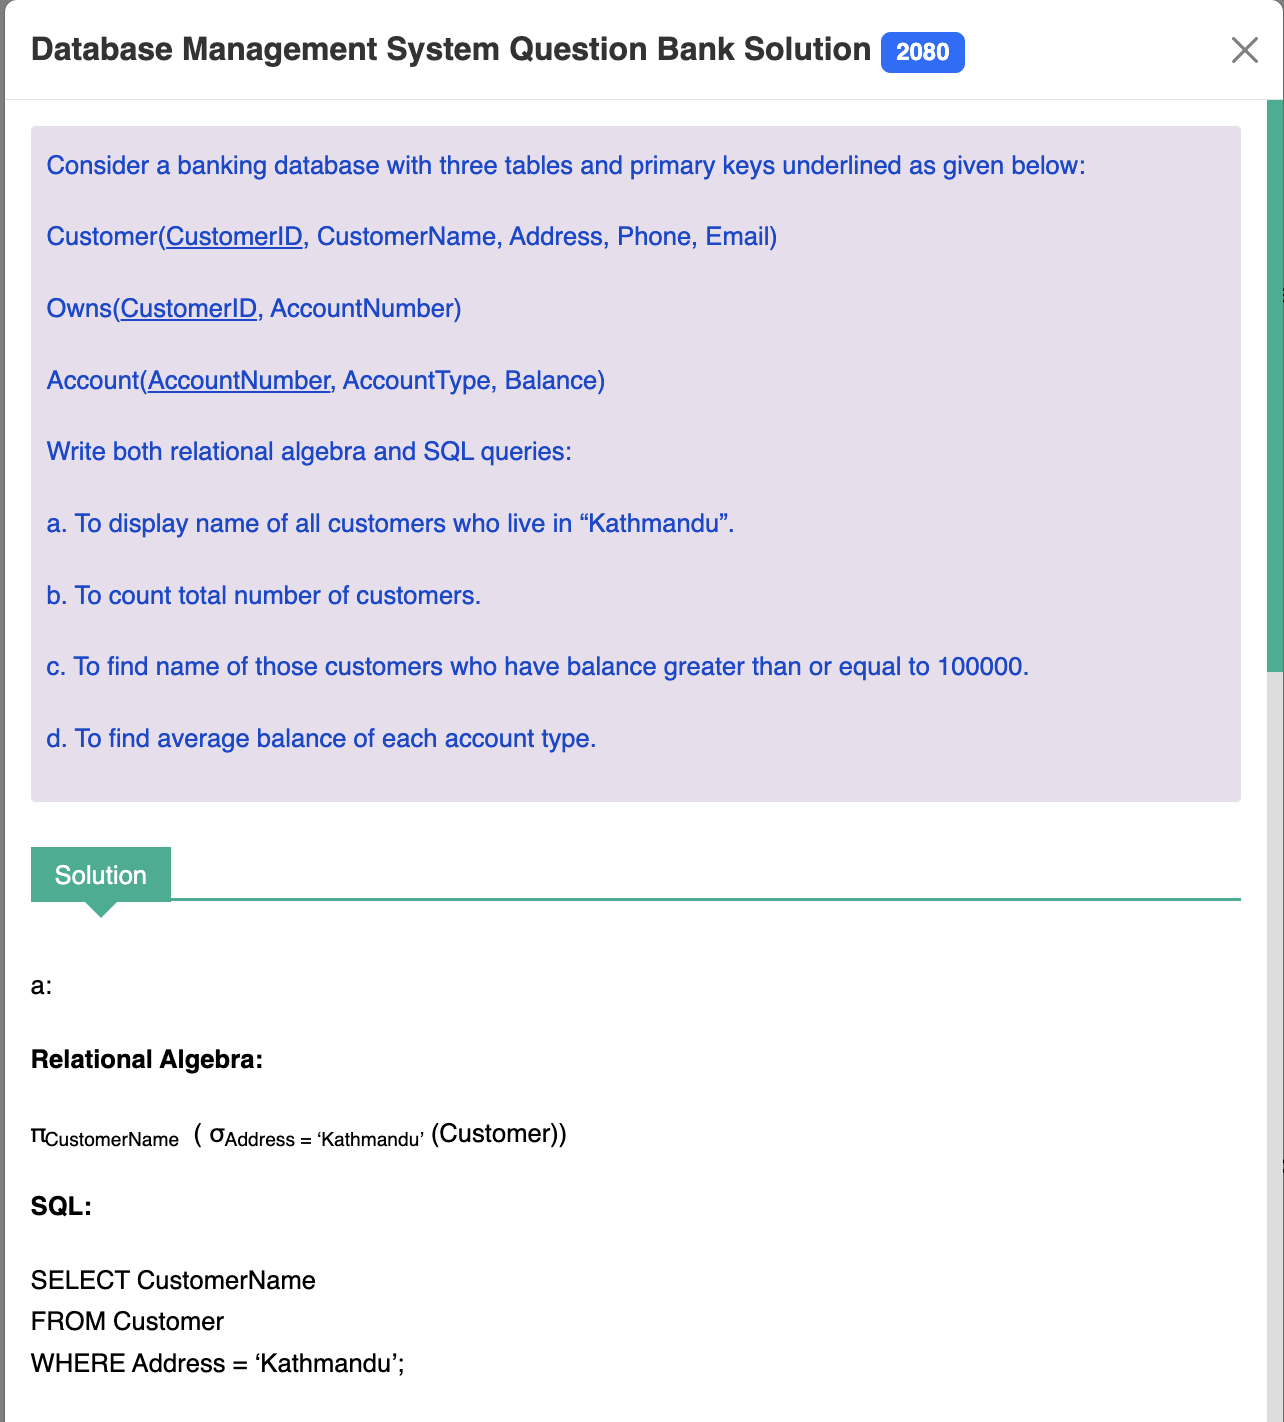 Database Management System Question Bank Solution 2080
Consider a banking database with three tables and primary keys underlined as given below:
Customer(CustomerID, CustomerName, Address, Phone, Email)
Owns(CustomerID, AccountNumber)
Account(AccountNumber, AccountType, Balance)
Write both relational algebra and SQL queries:
a. To display name of all customers who live in “Kathmandu”.
b. To count total number of customers.
c. To find name of those customers who have balance greater than or equal to 100000.
d. To find average balance of each account type.
Solution
a:
Relational Algebra:
πCustomerName ( σAddress = ‘Kathmandu’ (Customer))
SQL:
SELECT CustomerName
FROM Customer
WHERE Address = ‘Kathmandu’;